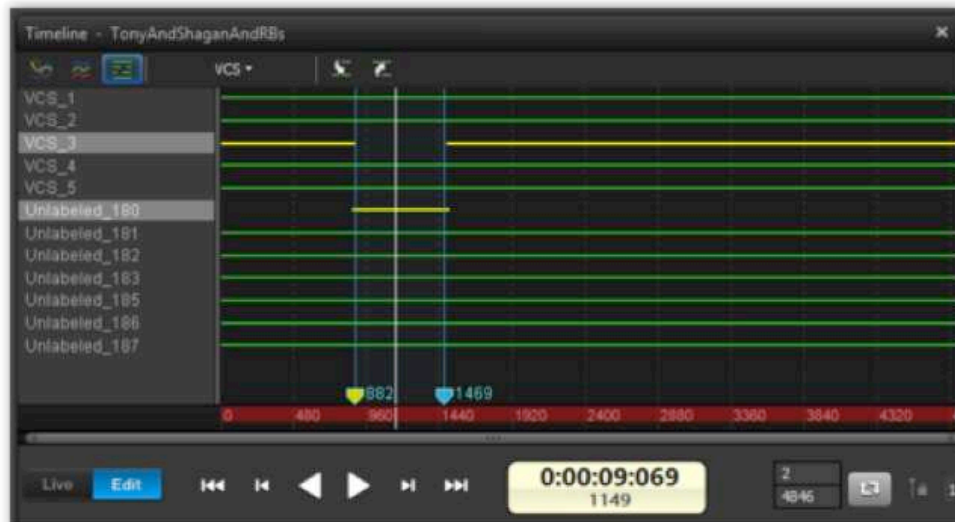 Timeline - TonyAndShaganAndRBs
VCS
VCS_1
VCS_2
VCS_3
VCS_4
VCS_5
Unlabeled_180
Unlabeled_181
Unlabeled_182
Unlabeled_183
Unlabeled_185
Unlabeled_186
Unlabeled_187
882 1469
0 480 960 1440 1920 2400 2880 3360 3840 4320
Live Edit 0:00:09:069 2
1149 4846